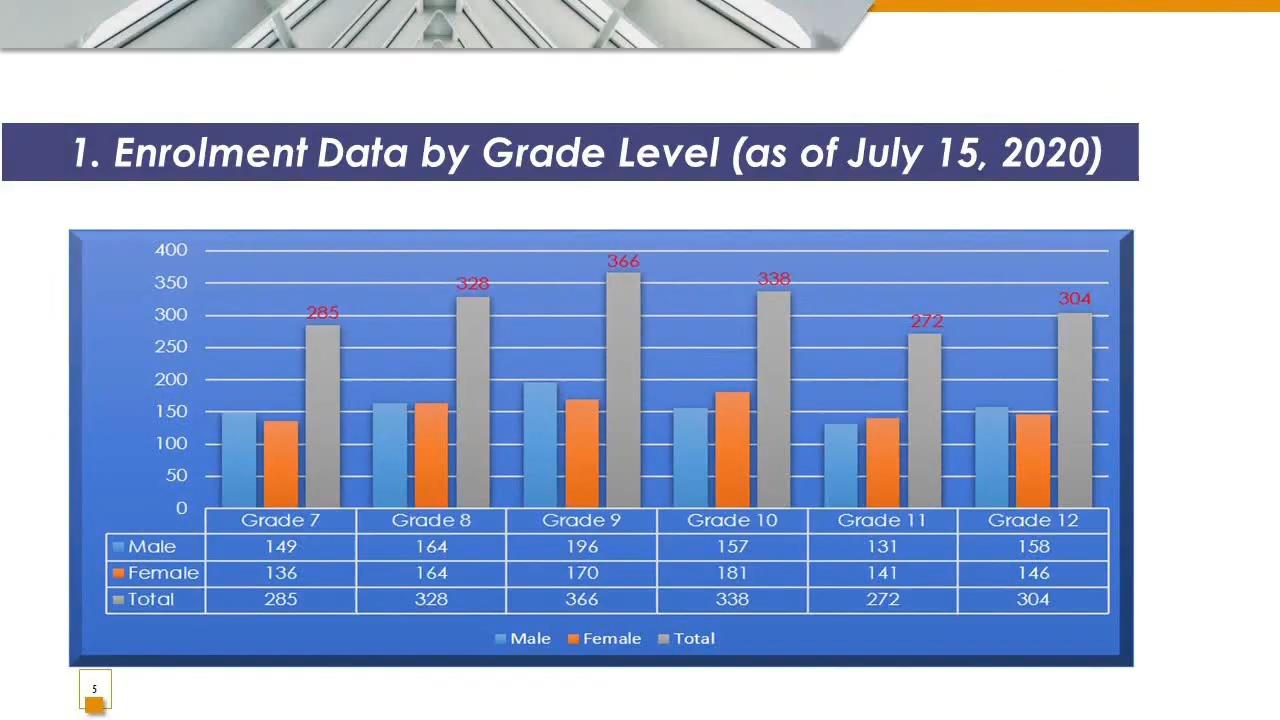 1. Enrolment Data by Grade Level (as of July 15, 2020)
400
350
300
250
200
150
100
50
0
285
328
366
338
272
304
Grade 7 Grade 8 Grade 9 Grade 10 Grade 11 Grade 12
Male 149 164 196 157 131 158
Female 136 164 170 181 141 146
Total 285 328 366 338 272 304
Male Female Total
5